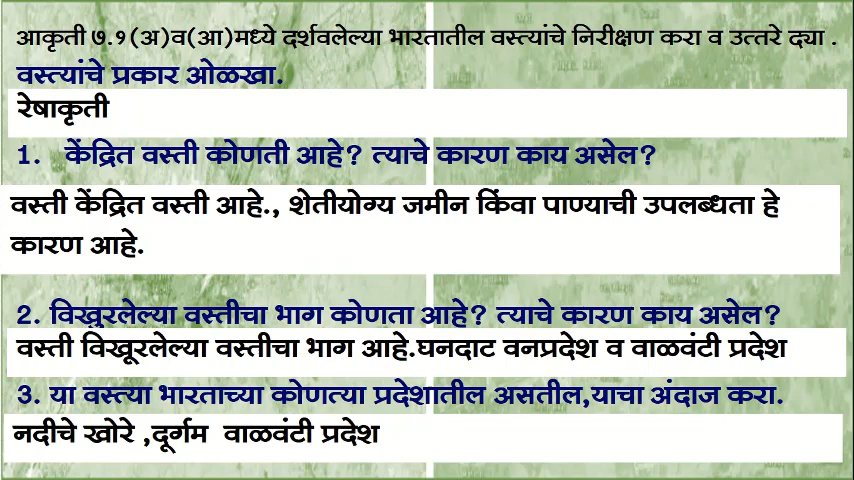 आकृती ७.१(अ)व(आ)मध्ये दर्शवलेल्या भारतातील वस्त्यांचे निरीक्षण करा व उत्तरे द्या .
वस्त्यांचे प्रकार ओळखा.
रेषाकृती
1. केंद्रित वस्ती कोणती आहे? त्याचे कारण काय असेल?
वस्ती केंद्रित वस्ती आहे., शेतीयोग्य जमीन किंवा पाण्याची उपलब्धता हे
कारण आहे.
2. विखुरलेल्या वस्तीचा भाग कोणता आहे? त्याचे कारण काय असेल?
वस्ती विखूरलेल्या वस्तीचा भाग आहे.घनदाट वनप्रदेश व वाळवंटी प्रदेश
3. या वस्त्या भारताच्या कोणत्या प्रदेशातील असतील,याचा अंदाज करा.
नदीचे खोरे ,दूर्गम वाळवंटी प्रदेश